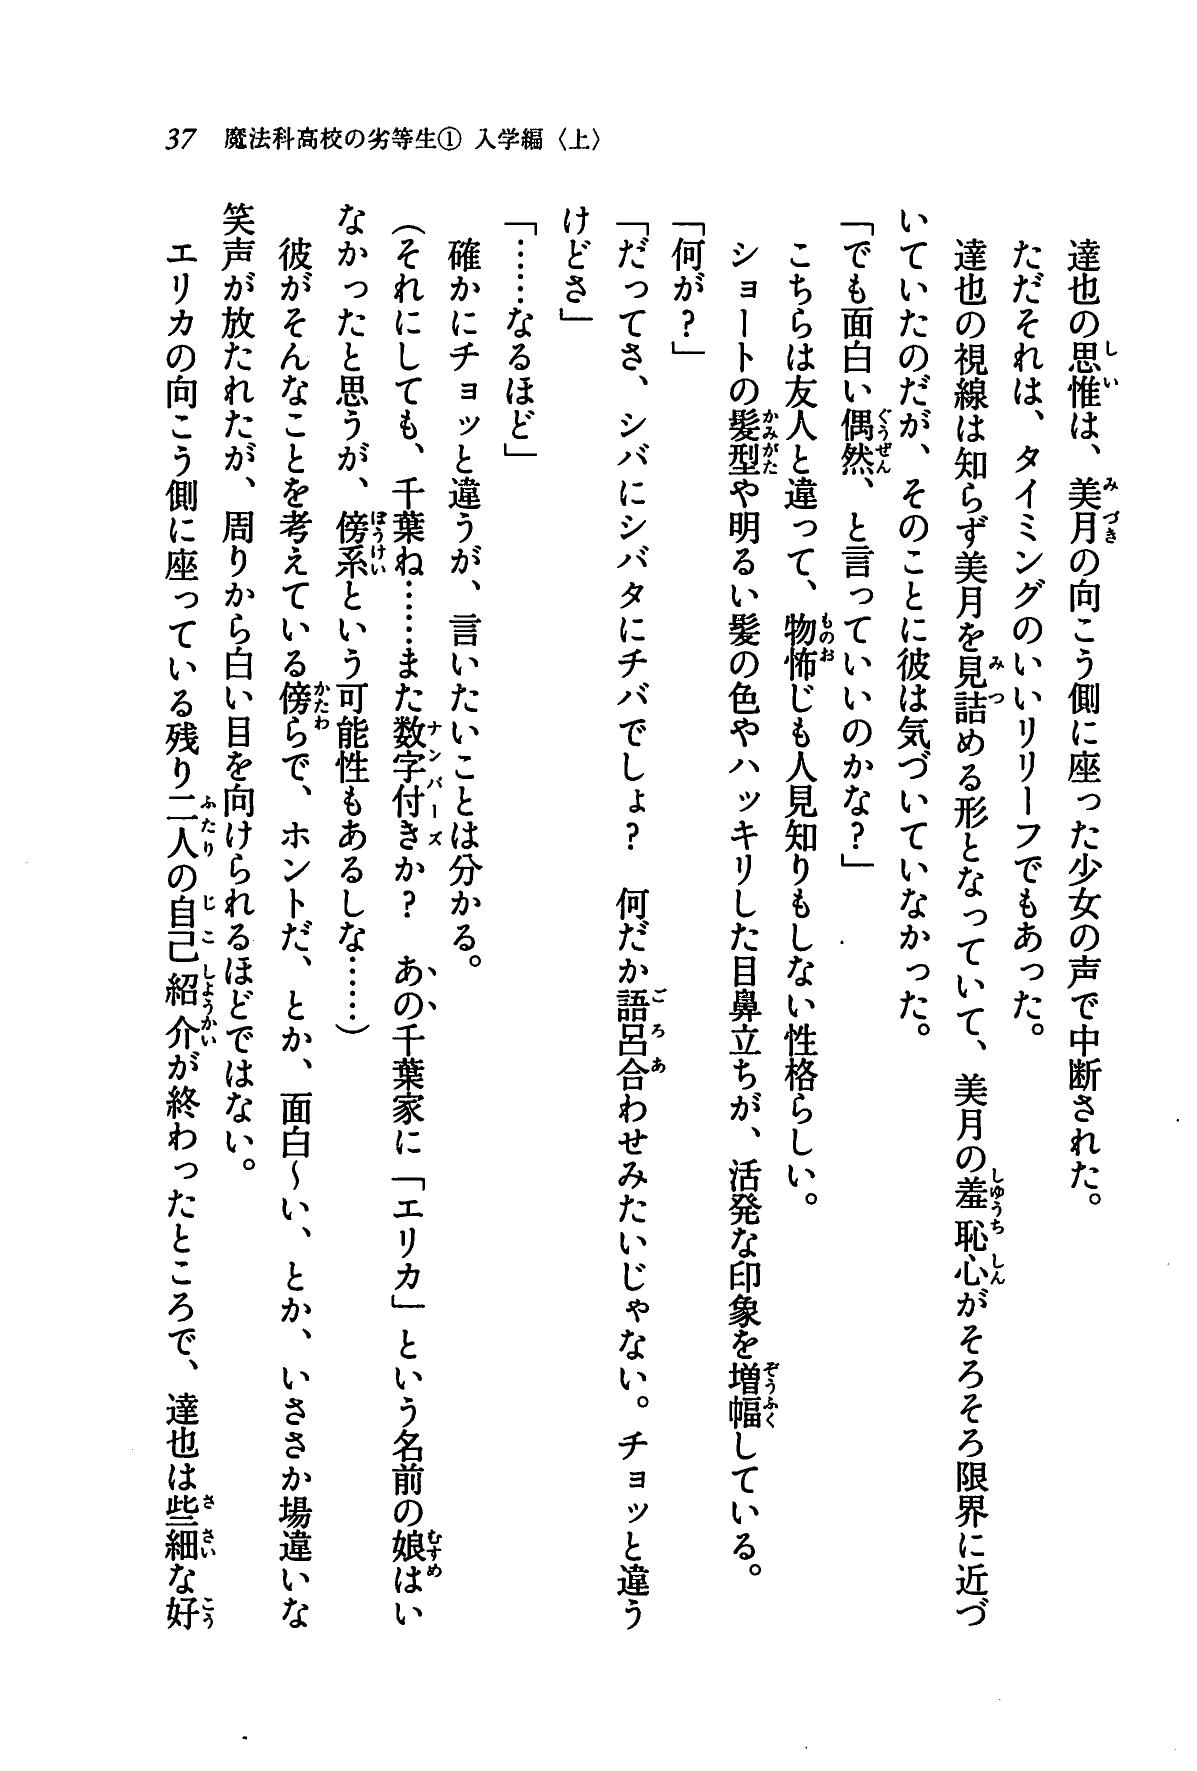 37 魔法科高校の劣等生① 入学編〈上〉
達也の思惟は、美月の向こう側に座った少女の声で中断された。
ただそれは、タイミングのいいリリーフでもあった。
達也の視線は知らず美月を見詰める形となっていて、美月の羞恥心がそろそろ限界に近づ
いていたのだが、そのことに彼は気づいていなかった。
「でも面白い偶然、と言っていいのかな?」
こちらは友人と違って、物怖じも人見知りもしない性格らしい。
ショートの髪型や明るい髪の色やハッキリした目鼻立ちが、活発な印象を増幅している。
「何が?」
「だってさ、シバにシバタにチバでしょ? 何だか語呂合わせみたいじゃない。チョッと違う
けどさ」
「……なるほど」
確かにチョッと違うが、言いたいことは分かる。
(それにしても、千葉ね……また数字付きか? あの千葉家に「エリカ」という名前の娘はい
なかったと思うが、傍系という可能性もあるしな……)
彼がそんなことを考えている傍らで、ホントだ、とか、面白〜い、とか、いささか場違いな
笑声が放たれたが、周りから白い目を向けられるほどではない。
エリカの向こう側に座っている残り二人の自己紹介が終わったところで、達也は些細な好